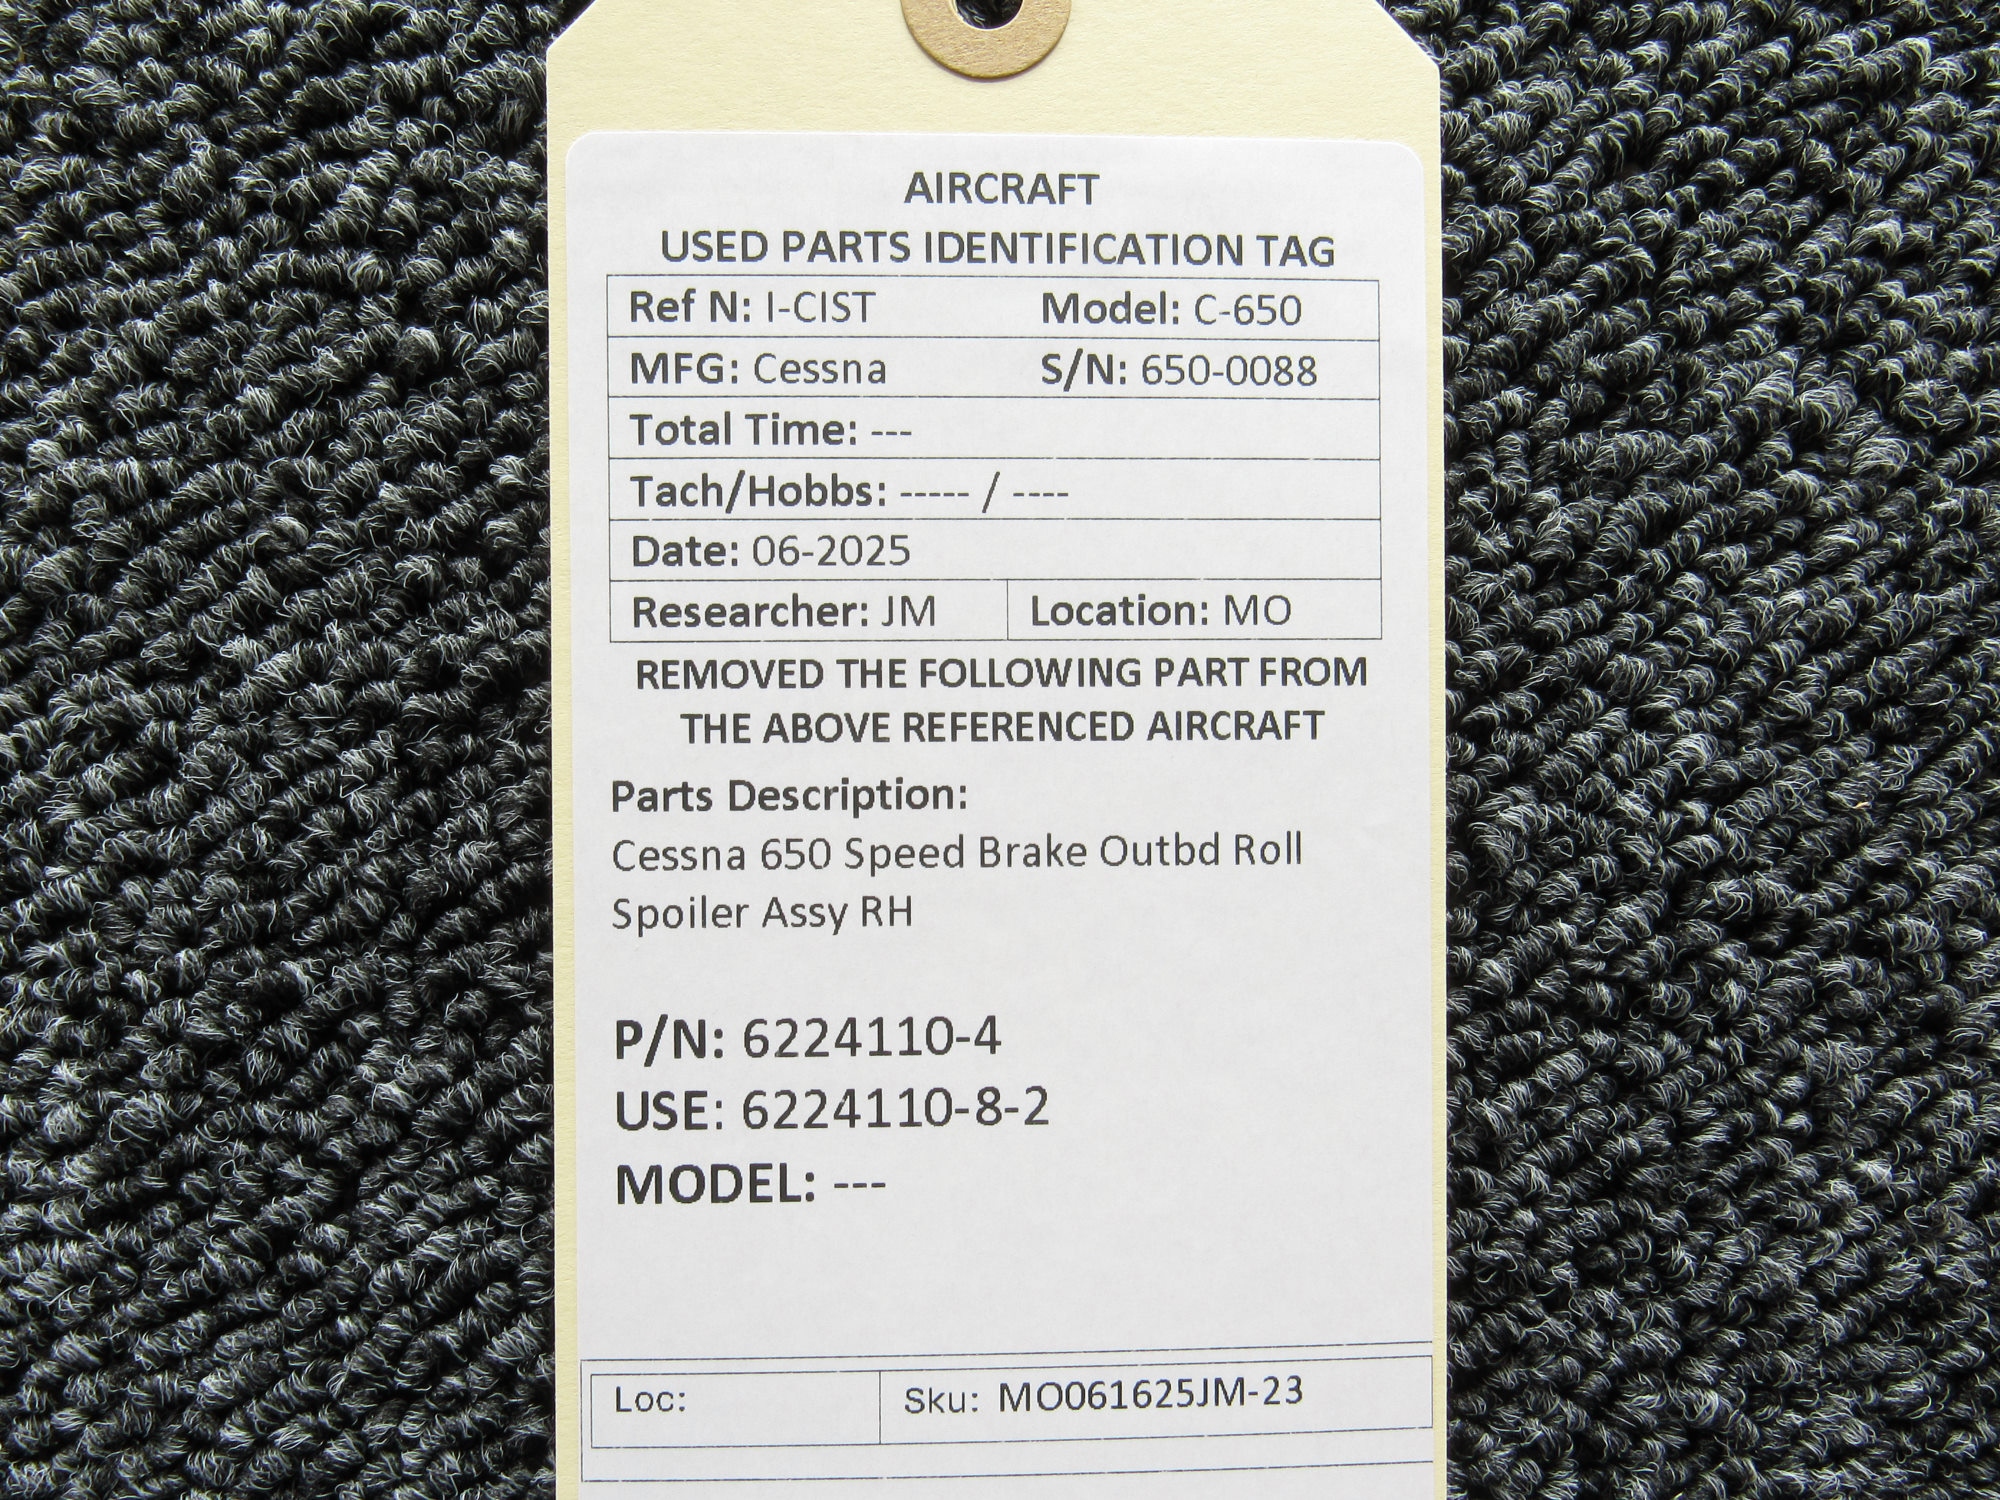 AIRCRAFT
USED PARTS IDENTIFICATION TAG
Ref N: I-CIST Model: C-650
MFG: Cessna S/N: 650-0088
Total Time: ---
Tach/Hobbs: ----- / ----
Date: 06-2025
Researcher: JM Location: MO
REMOVED THE FOLLOWING PART FROM
THE ABOVE REFERENCED AIRCRAFT
Parts Description:
Cessna 650 Speed Brake Outbd Roll
Spoiler Assy RH
P/N: 6224110-4
USE: 6224110-8-2
MODEL: ---
Loc: Sku: MO061625JM-23